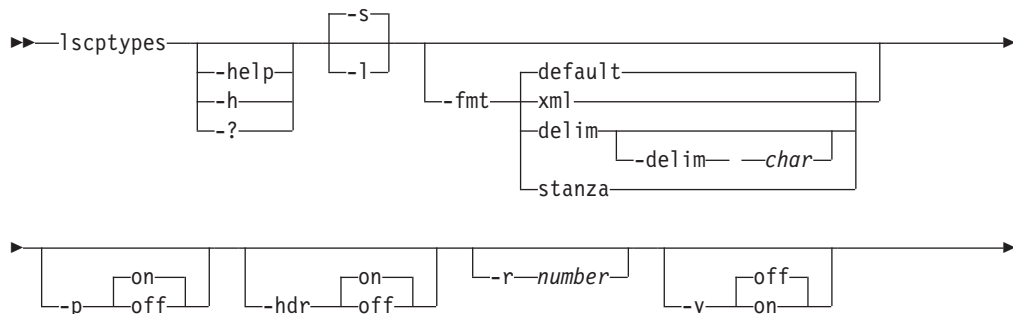 -s
lscptypes
-help
-l
-h
-?
default
-fmt
xml
delim
-delim
char
stanza
on
on
off
-p
off
-hdr
off
-r
number
-v
on